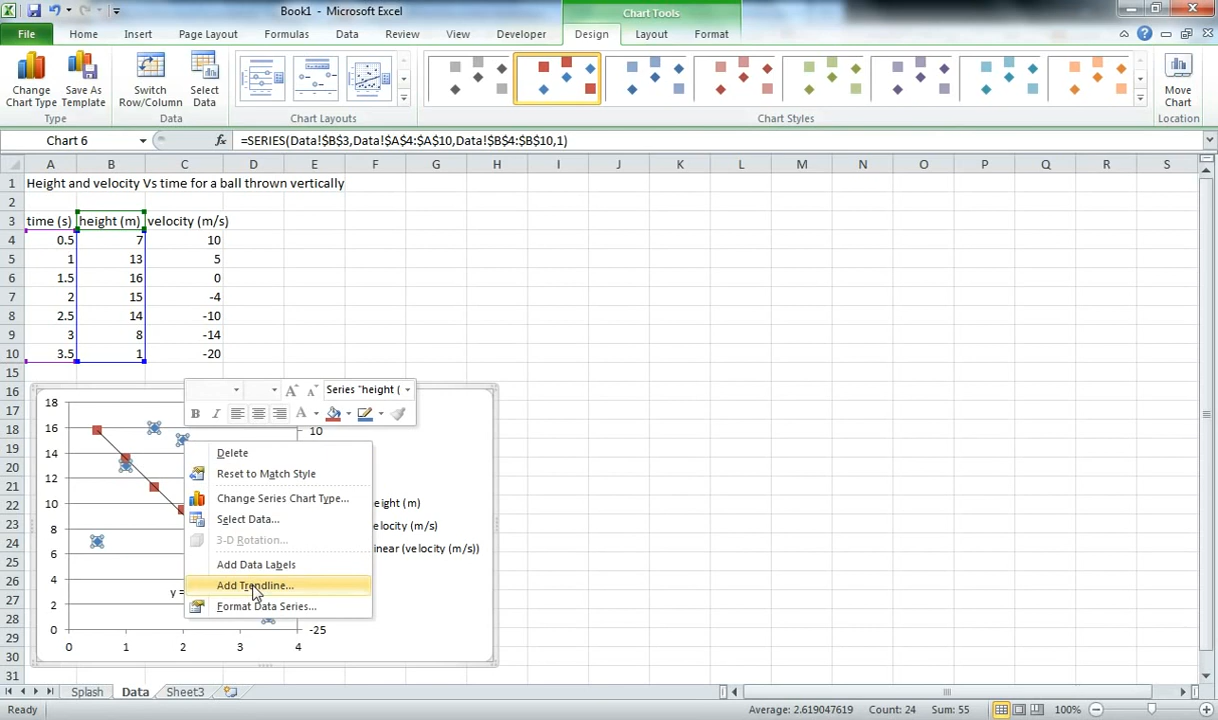 Book1 - Microsoft Excel
Chart Tools
File Home Insert Page Layout Formulas Data Review View Developer Design Layout Format
Change Chart Type
Save As Template
Switch Row/Column
Select Data
Move Chart
Type Data Chart Layouts Chart Styles Location
Chart 6 fx =SERIES(Data!$B$3,Data!$A$4:$A$10,Data!$B$4:$B$10,1)
A B C D E F G H I J K L M N O P Q R S
1 Height and velocity Vs time for a ball thrown vertically
2
3 time (s) height (m) velocity (m/s)
4 0.5 7 10
5 1 13 5
6 1.5 16 0
7 2 15 -4
8 2.5 14 -10
9 3 8 -14
10 3.5 1 -20
15
16
17
18
19
20
21
22
23
24
25
26
27
28
29
30
31
Series "height (
B I A
18
16
14
12
10
8
6
4
2
0
0 1 2 3 4
10
-25
y =
eight (m)
elocity (m/s)
inear (velocity (m/s))
Delete
Reset to Match Style
Change Series Chart Type...
Select Data...
3-D Rotation...
Add Data Labels
Add Trendline...
Format Data Series...
Splash Data Sheet3
Ready Average: 2.619047619 Count: 24 Sum: 55 100%